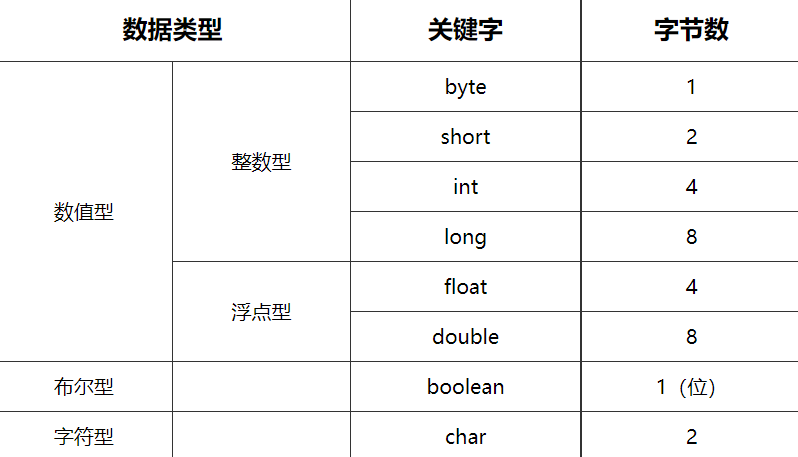 数据类型 关键字 字节数
byte 1
short 2
整数型
int 4
数值型
long 8
float 4
浮点型
double 8
布尔型 boolean 1（位）
字符型 char 2